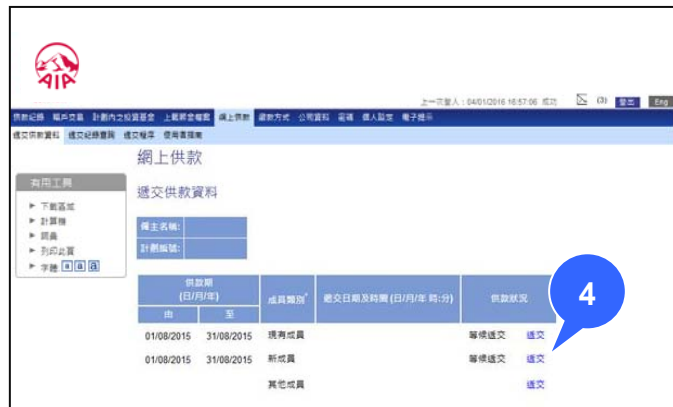 AIA
上一次登入 : 04/01/2016 16:57:06 成功 (3) 登出 Eng
供款紀錄 賬戶交易 計劃內之投資基金 上載薪金檔案 網上供款 繳款方式 公司資料 密碼 個人設定 電子提示
遞交供款資料 遞交紀錄查詢 遞交程序 使用者指南
網上供款
有用工具
遞交供款資料
下載區域
計算機
詞彙
列印此頁
字體 a a a
僱主名稱:
計劃編號:
供款期
(日/月/年) 成員類別* 遞交日期及時間 (日/月/年 時:分) 供款狀況
由 至
4
01/08/2015 31/08/2015 現有成員 等候遞交 遞交
01/08/2015 31/08/2015 新成員 等候遞交 遞交
其他成員 遞交